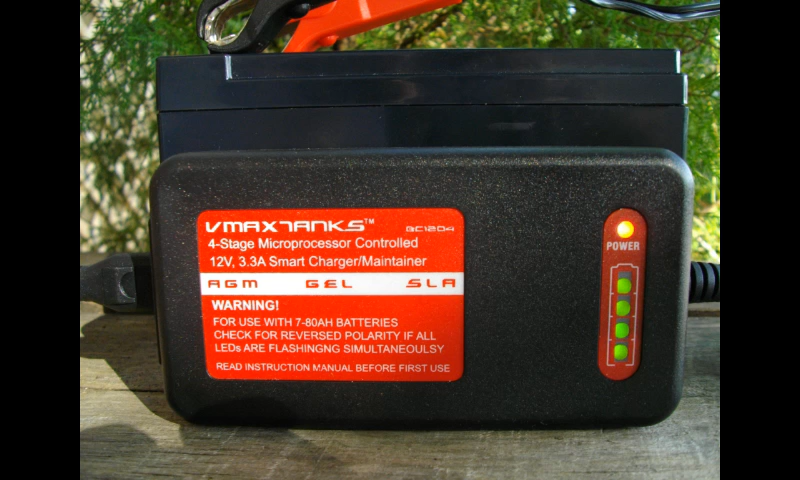 VMAXTANKS™ BC1204
4-Stage Microprocessor Controlled
12V, 3.3A Smart Charger/Maintainer
AGM GEL SLA
WARNING!
FOR USE WITH 7-80AH BATTERIES
CHECK FOR REVERSED POLARITY IF ALL
LEDs ARE FLASHINGNG SIMULTANEOULSY
READ INSTRUCTION MANUAL BEFORE FIRST USE
POWER